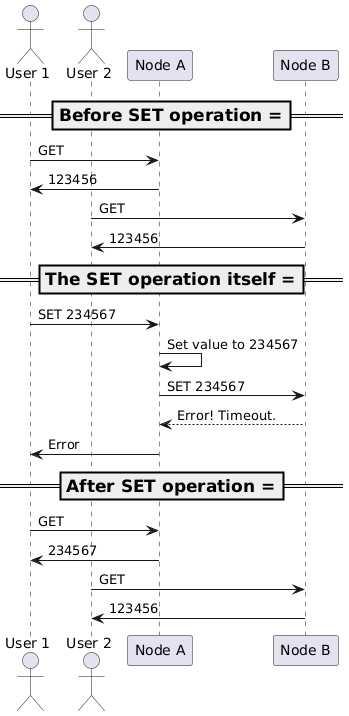 User 1 User 2 Node A Node B
Before SET operation =
GET
123456
GET
123456
The SET operation itself =
SET 234567
Set value to 234567
SET 234567
Error! Timeout.
Error
After SET operation =
GET
234567
GET
123456
User 1 User 2 Node A Node B